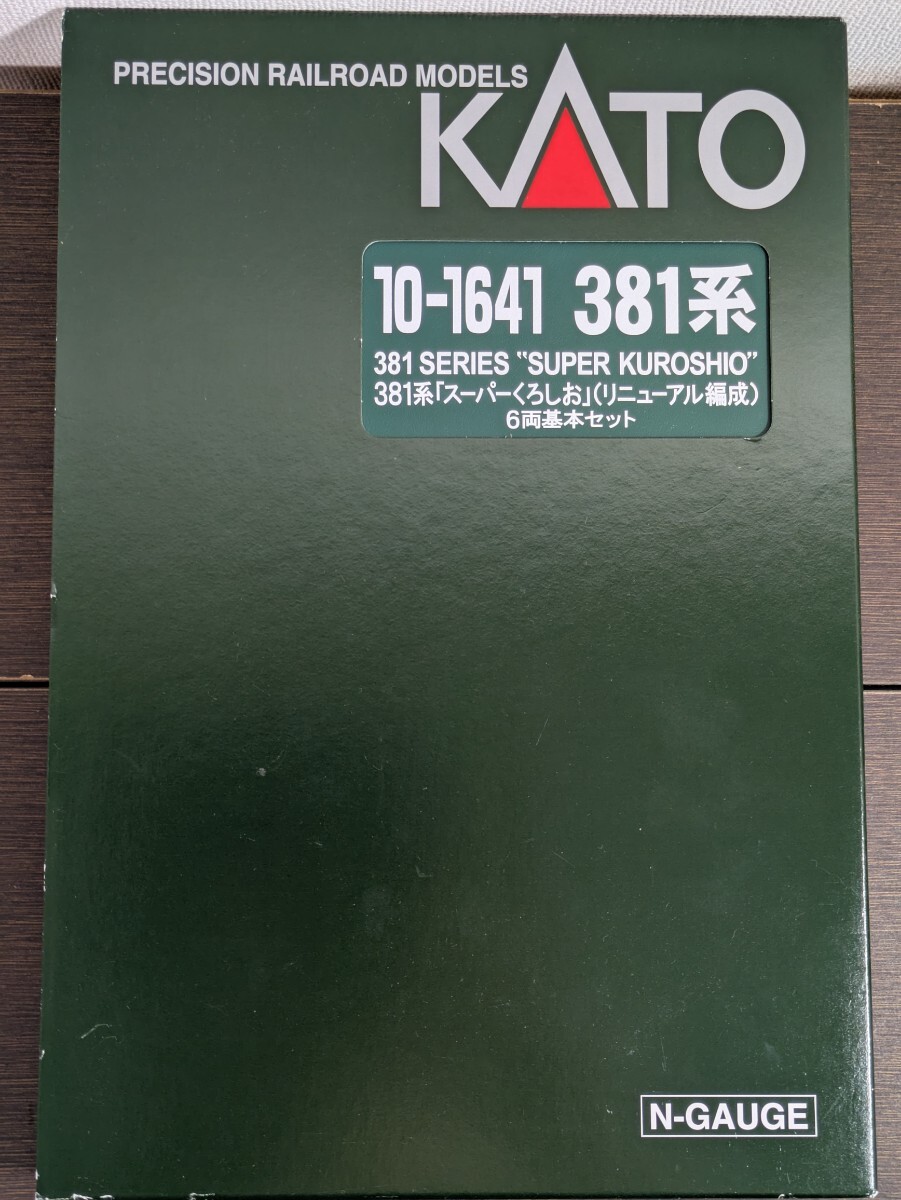 PRECISION RAILROAD MODELS
KATO
10-1641 381系
381 SERIES "SUPER KUROSHIO"
381系「スーパーくろしお」(リニューアル編成)
6両基本セット
N-GAUGE